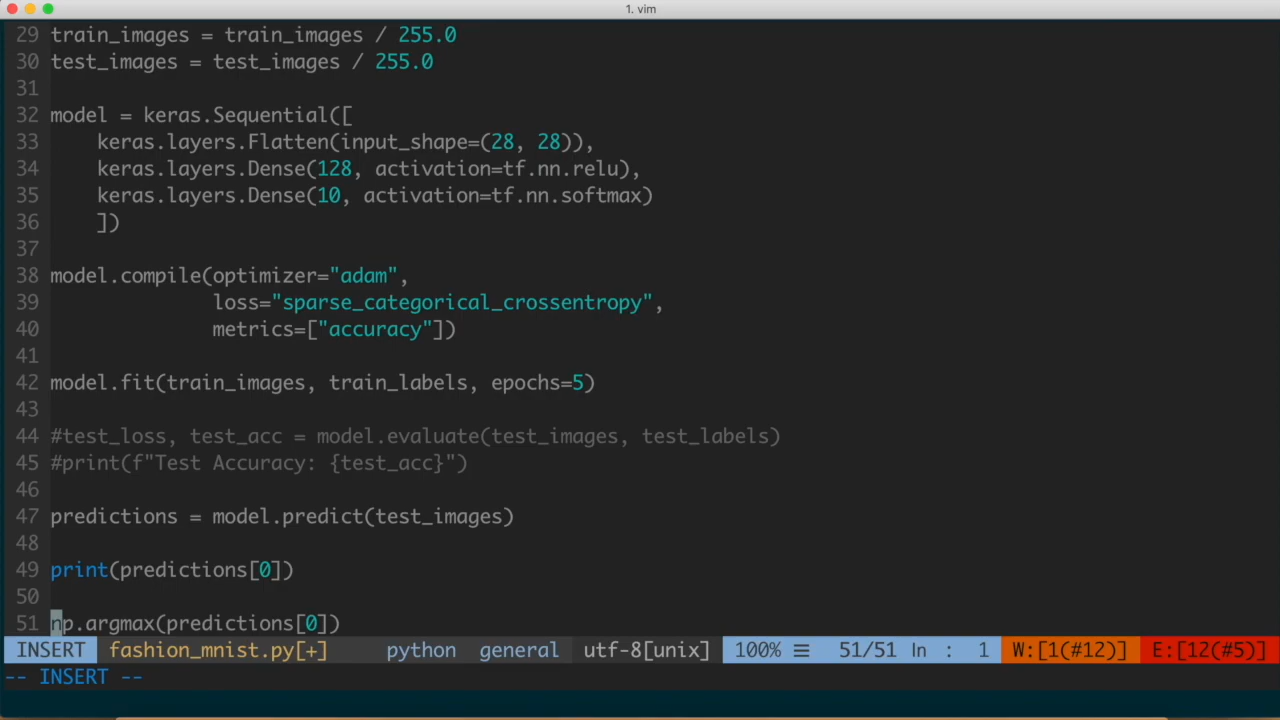 1. vim
29 train_images = train_images / 255.0
30 test_images = test_images / 255.0
31
32 model = keras.Sequential([
33     keras.layers.Flatten(input_shape=(28, 28)),
34     keras.layers.Dense(128, activation=tf.nn.relu),
35     keras.layers.Dense(10, activation=tf.nn.softmax)
36     ])
37
38 model.compile(optimizer="adam",
39               loss="sparse_categorical_crossentropy",
40               metrics=["accuracy"])
41
42 model.fit(train_images, train_labels, epochs=5)
43
44 #test_loss, test_acc = model.evaluate(test_images, test_labels)
45 #print(f"Test Accuracy: {test_acc}")
46
47 predictions = model.predict(test_images)
48
49 print(predictions[0])
50
51 np.argmax(predictions[0])
INSERT fashion_mnist.py[+] python general utf-8[unix] 100% ☰ 51/51 ln : 1 W:[1(#12)] E:[12(#5)]
-- INSERT --